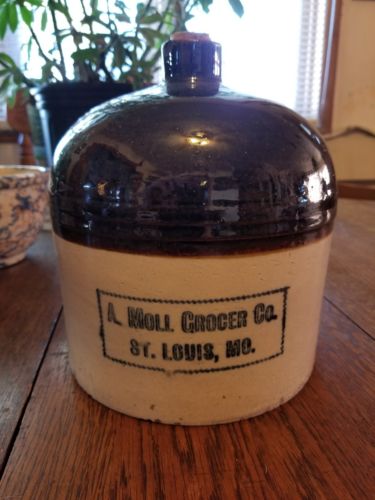 A. MOLL GROCER CO.
ST. LOUIS, MO.